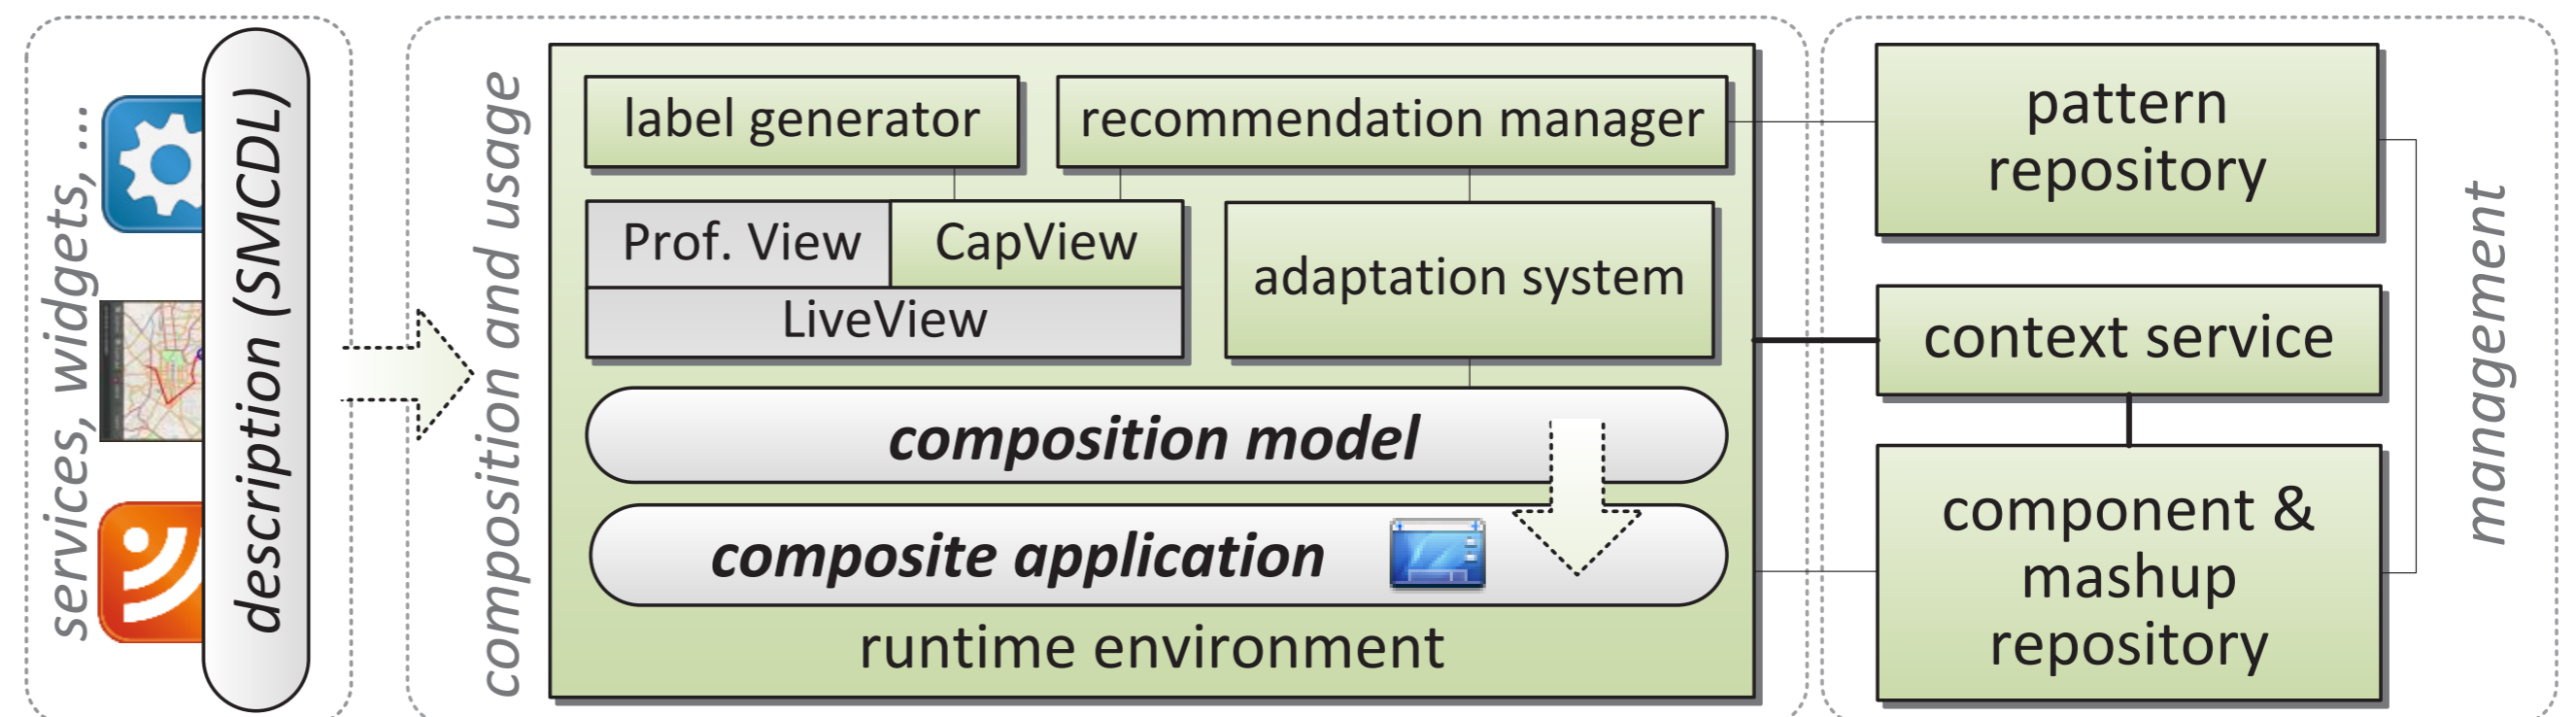 services, widgets, ...
description (SMCDL)
composition and usage
label generator
recommendation manager
Prof. View
CapView
LiveView
adaptation system
composition model
composite application
runtime environment
pattern
repository
context service
component &
mashup
repository
management